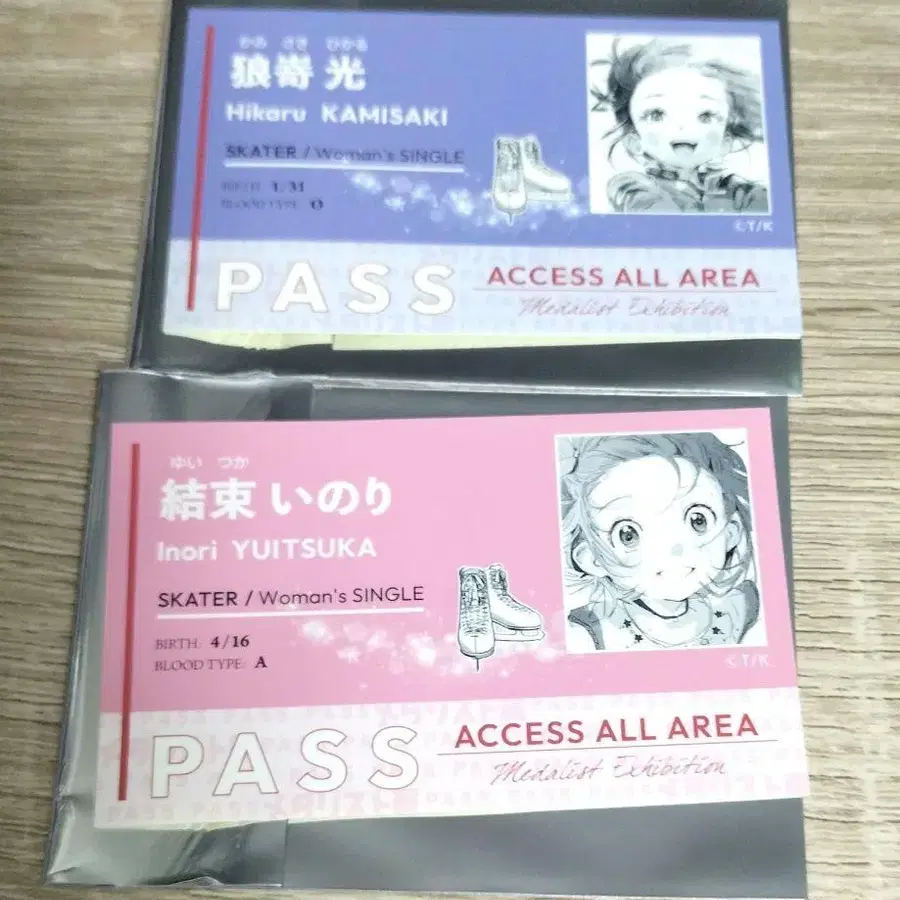 かみ さき ひかる
狼嵜 光
Hikaru KAMISAKI
SKATER / Woman's SINGLE
BIRTH: 1/31
BLOOD TYPE: O
©T/K
PASS
ACCESS ALL AREA
Medalist Exhibition
ゆい つか
結束 いのり
Inori YUITSUKA
SKATER / Woman's SINGLE
BIRTH: 4/16
BLOOD TYPE: A
©T/K
PASS
ACCESS ALL AREA
Medalist Exhibition